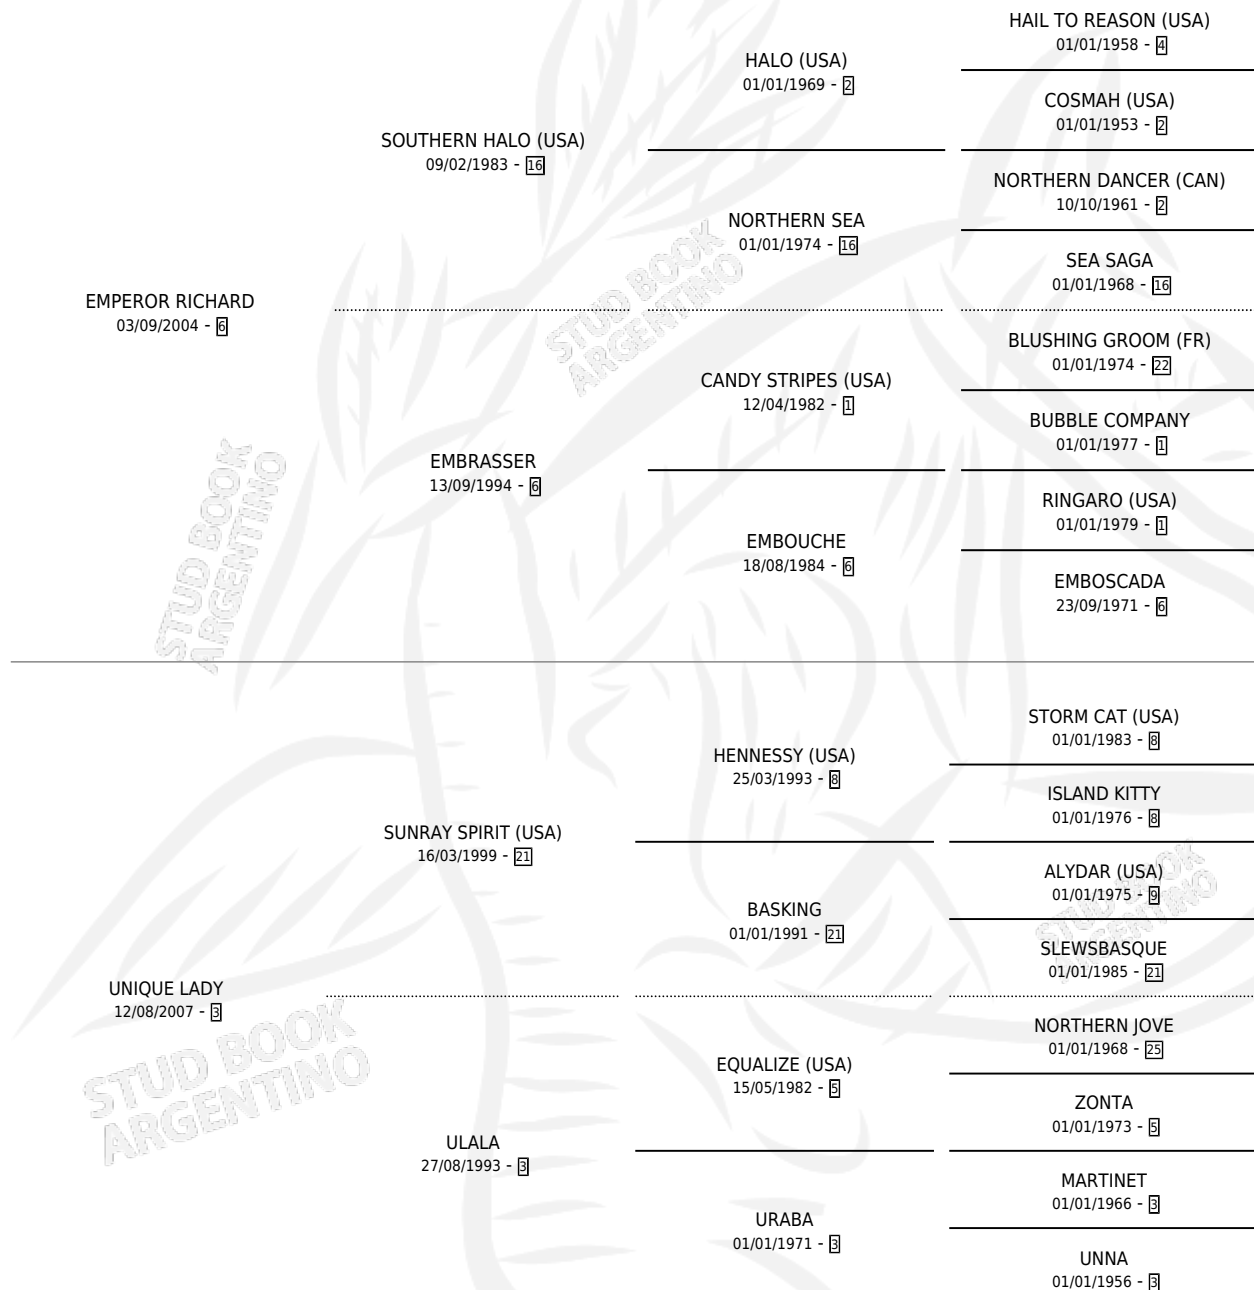 HAIL TO REASON (USA)
01/01/1958 - 4
HALO (USA)
01/01/1969 - 2
COSMAH (USA)
01/01/1953 - 2
SOUTHERN HALO (USA)
09/02/1983 - 16
NORTHERN DANCER (CAN)
10/10/1961 - 2
NORTHERN SEA
01/01/1974 - 16
SEA SAGA
01/01/1968 - 16
EMPEROR RICHARD
03/09/2004 - 6
BLUSHING GROOM (FR)
01/01/1974 - 22
CANDY STRIPES (USA)
12/04/1982 - 1
BUBBLE COMPANY
01/01/1977 - 1
EMBRASSER
13/09/1994 - 6
RINGARO (USA)
01/01/1979 - 1
EMBOUCHE
18/08/1984 - 6
EMBOSCADA
23/09/1971 - 6
STORM CAT (USA)
01/01/1983 - 8
HENNESSY (USA)
25/03/1993 - 8
ISLAND KITTY
01/01/1976 - 8
SUNRAY SPIRIT (USA)
16/03/1999 - 21
ALYDAR (USA)
01/01/1975 - 9
BASKING
01/01/1991 - 21
SLEWSBASQUE
01/01/1985 - 21
UNIQUE LADY
12/08/2007 - 3
NORTHERN JOVE
01/01/1968 - 25
EQUALIZE (USA)
15/05/1982 - 5
ZONTA
01/01/1973 - 5
ULALA
27/08/1993 - 3
MARTINET
01/01/1966 - 3
URABA
01/01/1971 - 3
UNNA
01/01/1956 - 3
STUD BOOK
ARGENTINO
STUD BOOK
ARGENTINO
STUD BOOK
ARGENTINO
STUD BOOK
ARGENTINO